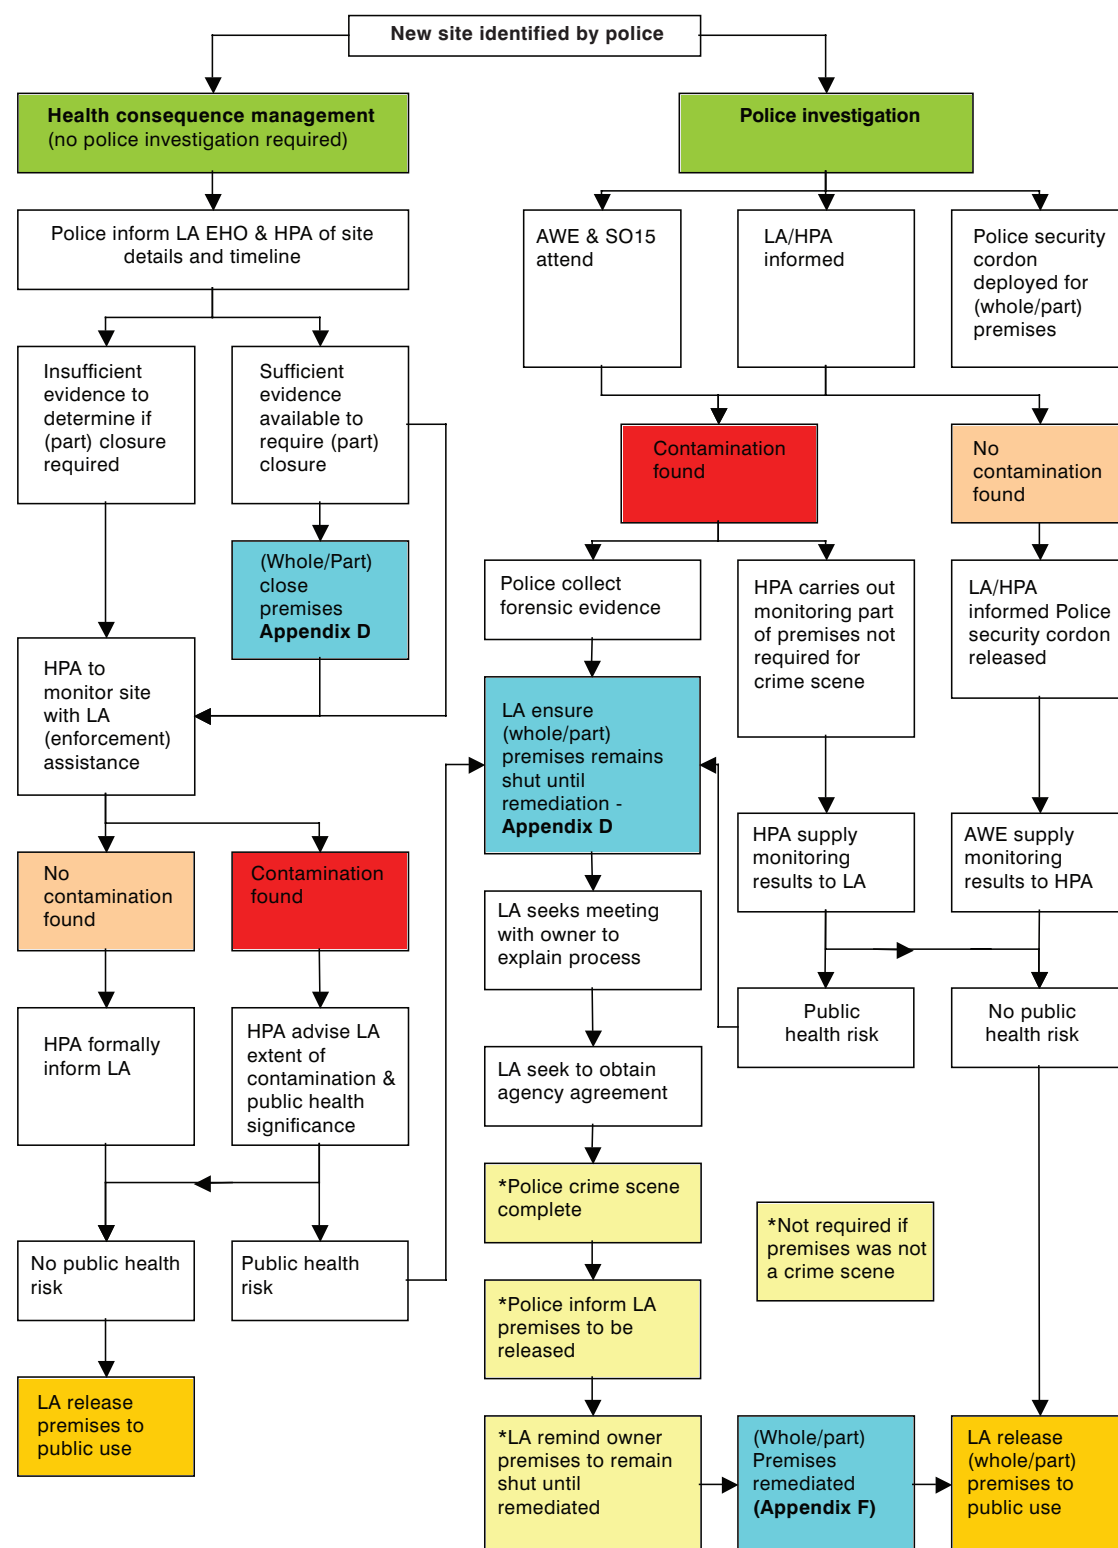 New site identified by police
Health consequence management
(no police investigation required)
Police investigation
Police inform LA EHO & HPA of site
details and timeline
AWE & SO15
attend
LA/HPA
informed
Police security
cordon
deployed for
(whole/part)
premises
Insufficient
evidence to
determine if
(part) closure
required
Sufficient
evidence
available to
require (part)
closure
Contamination
found
No
contamination
found
(Whole/Part)
close
premises
Appendix D
Police collect
forensic evidence
HPA carries out
monitoring part
of premises not
required for
crime scene
LA/HPA
informed Police
security cordon
released
HPA to
monitor site
with LA
(enforcement)
assistance
LA ensure
(whole/part)
premises remains
shut until
remediation -
Appendix D
HPA supply
monitoring
results to LA
AWE supply
monitoring
results to HPA
No
contamination
found
Contamination
found
LA seeks meeting
with owner to
explain process
Public
health risk
No public
health risk
HPA formally
inform LA
HPA advise LA
extent of
contamination &
public health
significance
LA seek to obtain
agency agreement
*Police crime scene
complete
*Not required if
premises was not
a crime scene
No public health
risk
Public health
risk
*Police inform LA
premises to be
released
LA release
premises to
public use
*LA remind owner
premises to remain
shut until
remediated
(Whole/part)
Premises
remediated
(Appendix F)
LA release
(whole/part)
premises to
public use